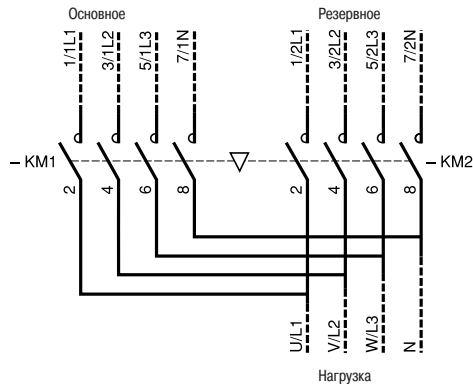 Основное
Резервное
1/1L1
3/1L2
5/1L3
7/1N
1/2L1
3/2L2
5/2L3
7/2N
– KM1
– KM2
2
4
6
8
2
4
6
8
U/L1
V/L2
W/L3
N
Нагрузка